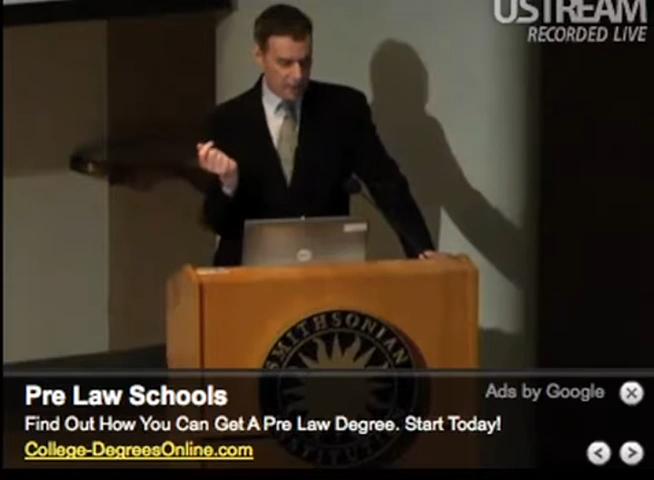 USTREAM
RECORDED LIVE
SMITHSONIAN
INSTITUTION
Pre Law Schools
Ads by Google
Find Out How You Can Get A Pre Law Degree. Start Today!
College-DegreesOnline.com